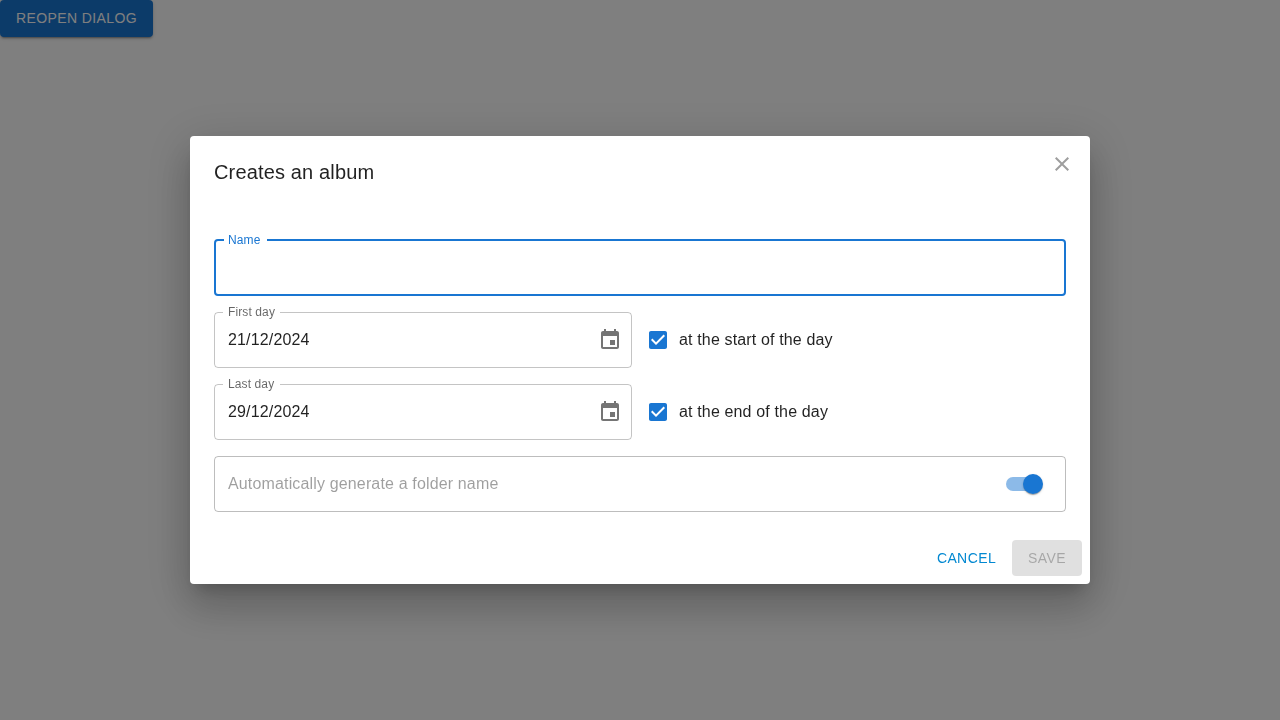 REOPEN DIALOG
Creates an album
Name
First day
21/12/2024
at the start of the day
Last day
29/12/2024
at the end of the day
Automatically generate a folder name
CANCEL
SAVE